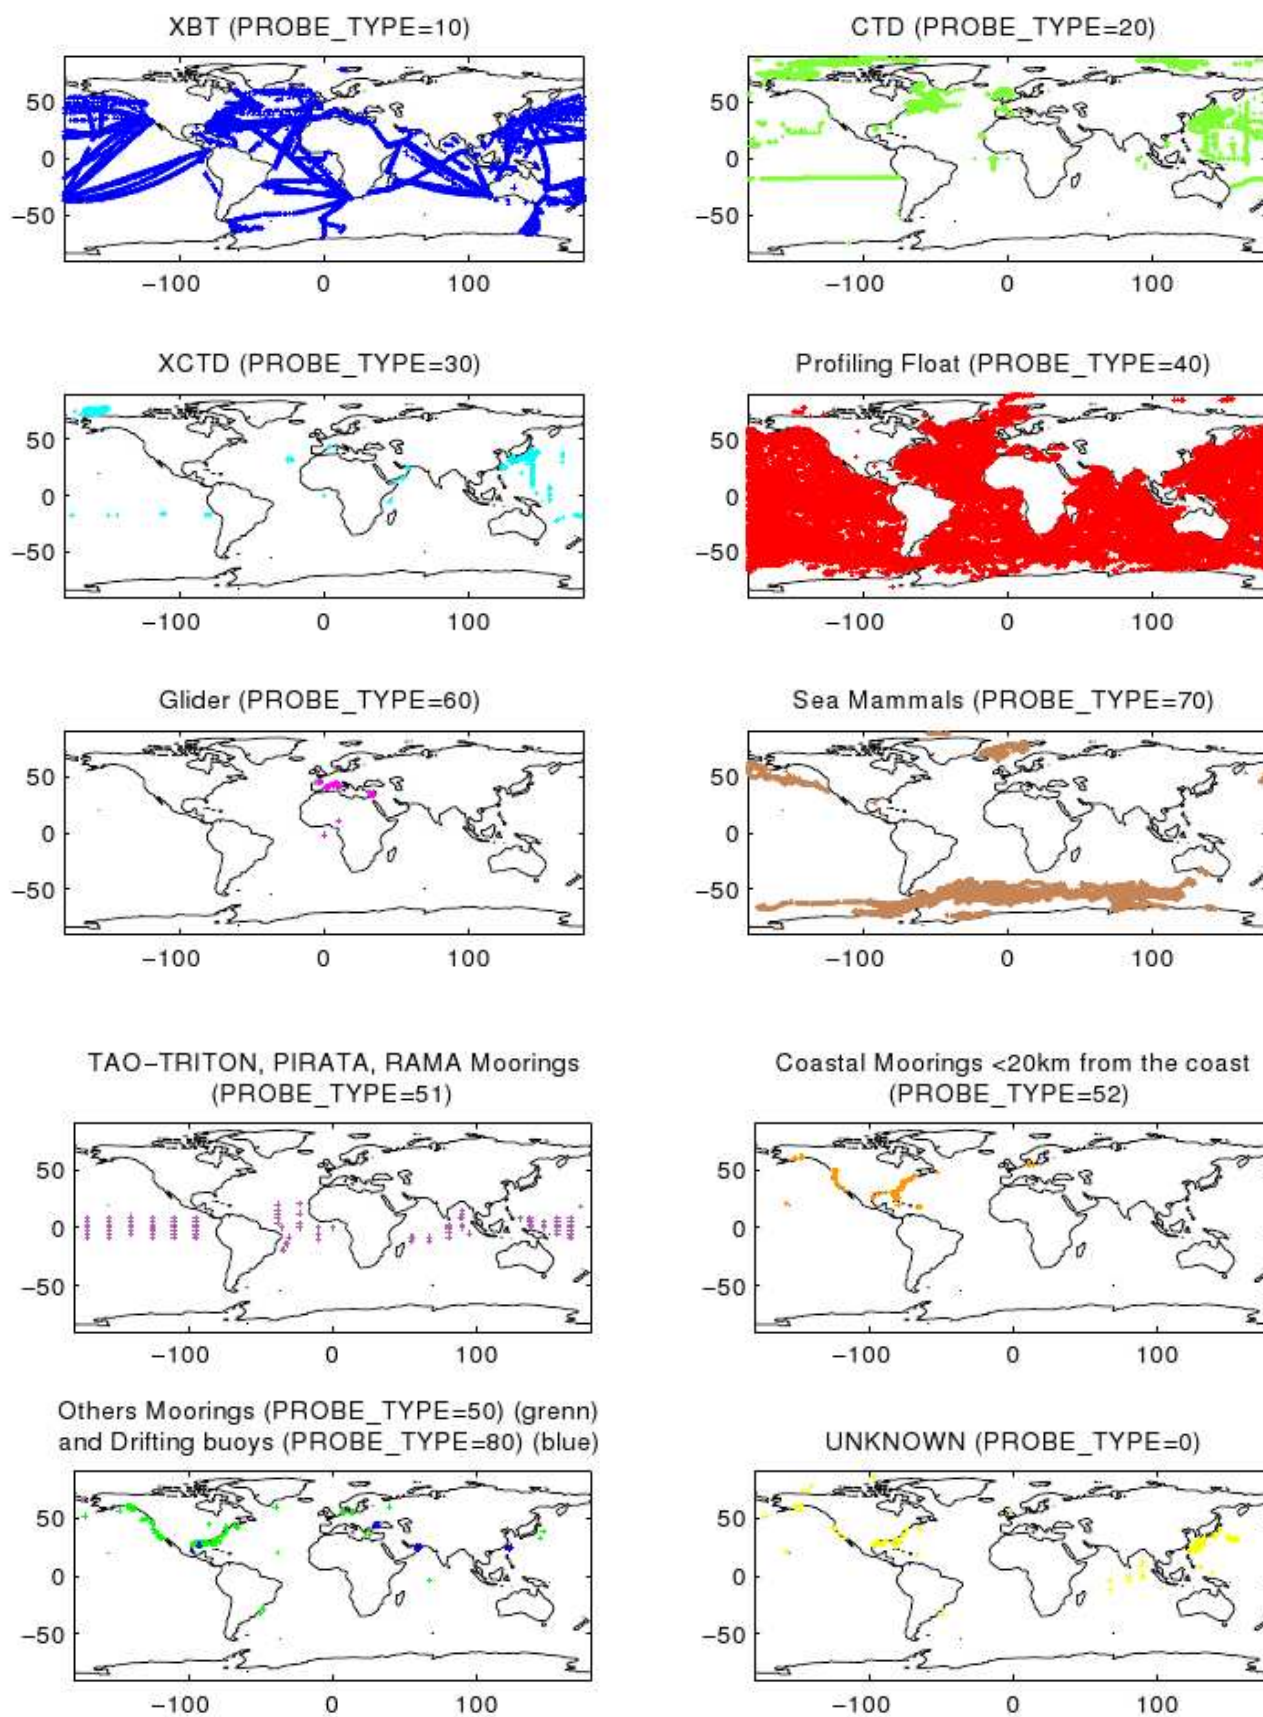 XBT (PROBE_TYPE=10)
50
0
−50
−100 0 100
CTD (PROBE_TYPE=20)
50
0
−50
−100 0 100
XCTD (PROBE_TYPE=30)
50
0
−50
−100 0 100
Profiling Float (PROBE_TYPE=40)
50
0
−50
−100 0 100
Glider (PROBE_TYPE=60)
50
0
−50
−100 0 100
Sea Mammals (PROBE_TYPE=70)
50
0
−50
−100 0 100
TAO−TRITON, PIRATA, RAMA Moorings
(PROBE_TYPE=51)
50
0
−50
−100 0 100
Coastal Moorings <20km from the coast
(PROBE_TYPE=52)
50
0
−50
−100 0 100
Others Moorings (PROBE_TYPE=50) (grenn)
and Drifting buoys (PROBE_TYPE=80) (blue)
50
0
−50
−100 0 100
UNKNOWN (PROBE_TYPE=0)
50
0
−50
−100 0 100